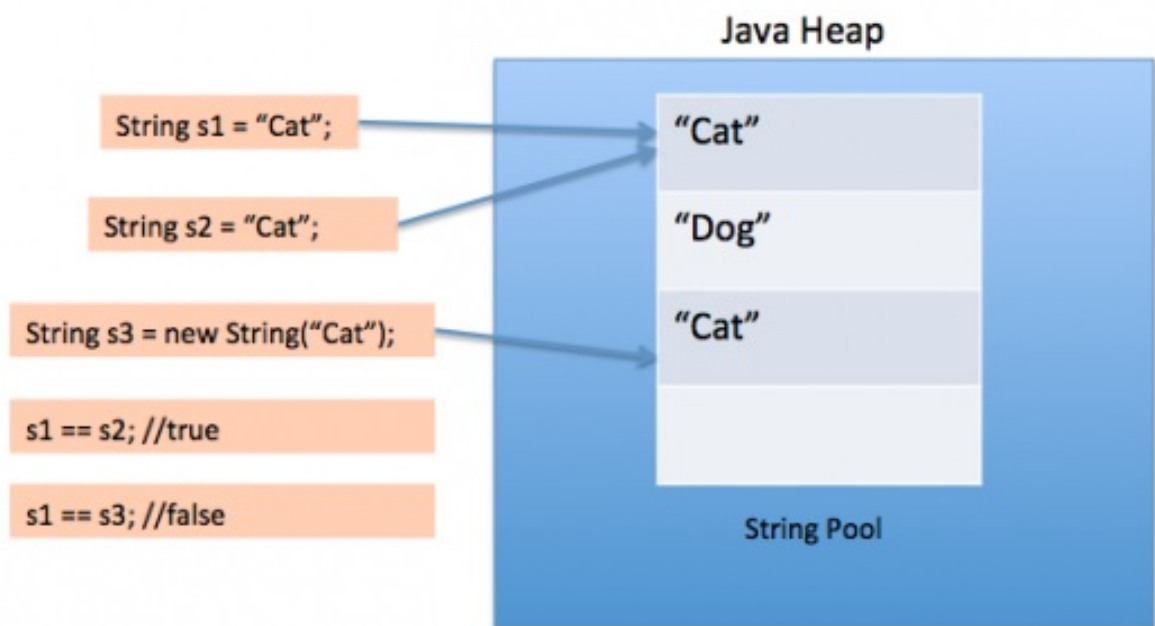 Java Heap
String s1 = “Cat”;
String s2 = “Cat”;
String s3 = new String(“Cat”);
s1 == s2; //true
s1 == s3; //false
“Cat”
“Dog”
“Cat”
String Pool